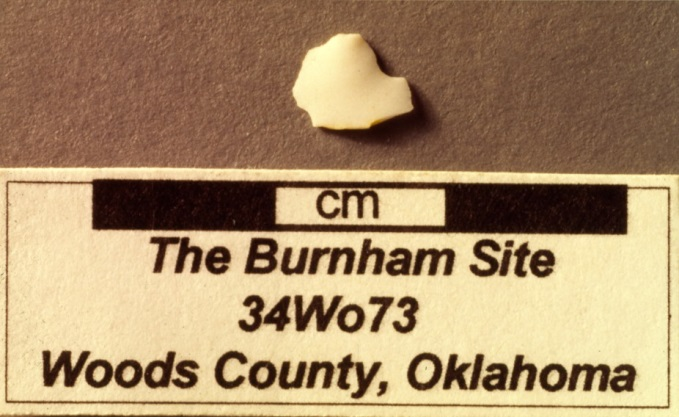 cm
The Burnham Site
34Wo73
Woods County, Oklahoma